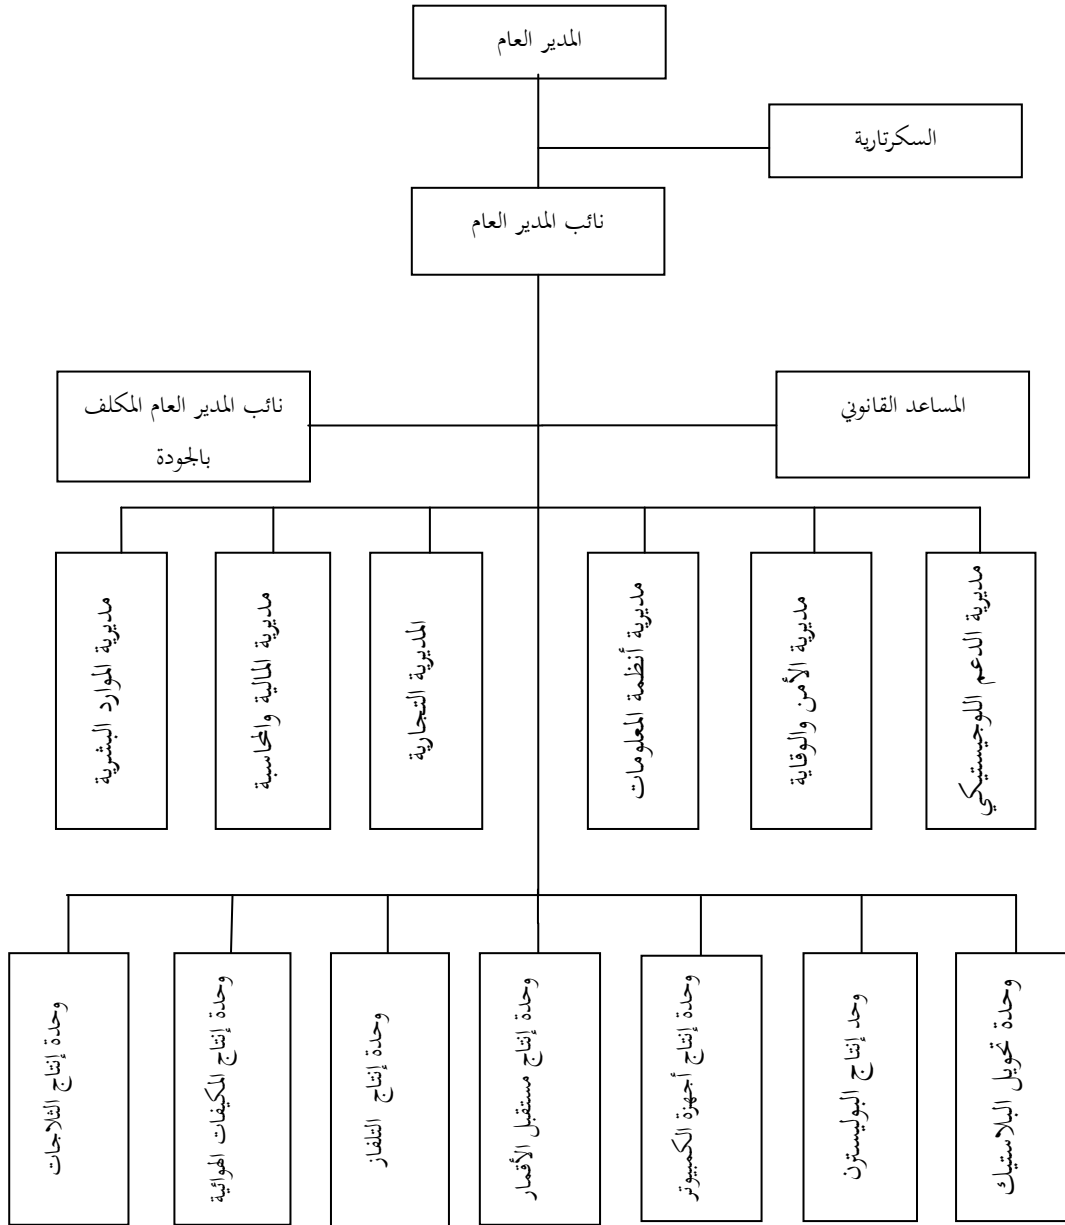 المدير العام
السكرتارية
نائب المدير العام
المساعد القانوني
نائب المدير العام المكلف
بالجودة
مديرية الدعم اللوجيستيكي
مديرية الأمن والوقاية
مديرية أنظمة المعلومات
المديرية التجارية
مديرية المالية والمحاسبة
مديرية الموارد البشرية
وحدة تحويل البلاستيك
وحد إنتاج البوليسترن
وحدة إنتاج أجهزة الكمبيوتر
وحدة إنتاج مستقبل الأقمار
وحدة إنتاج التلفاز
وحدة إنتاج المكيفات الهوائية
وحدة إنتاج الثلاجات